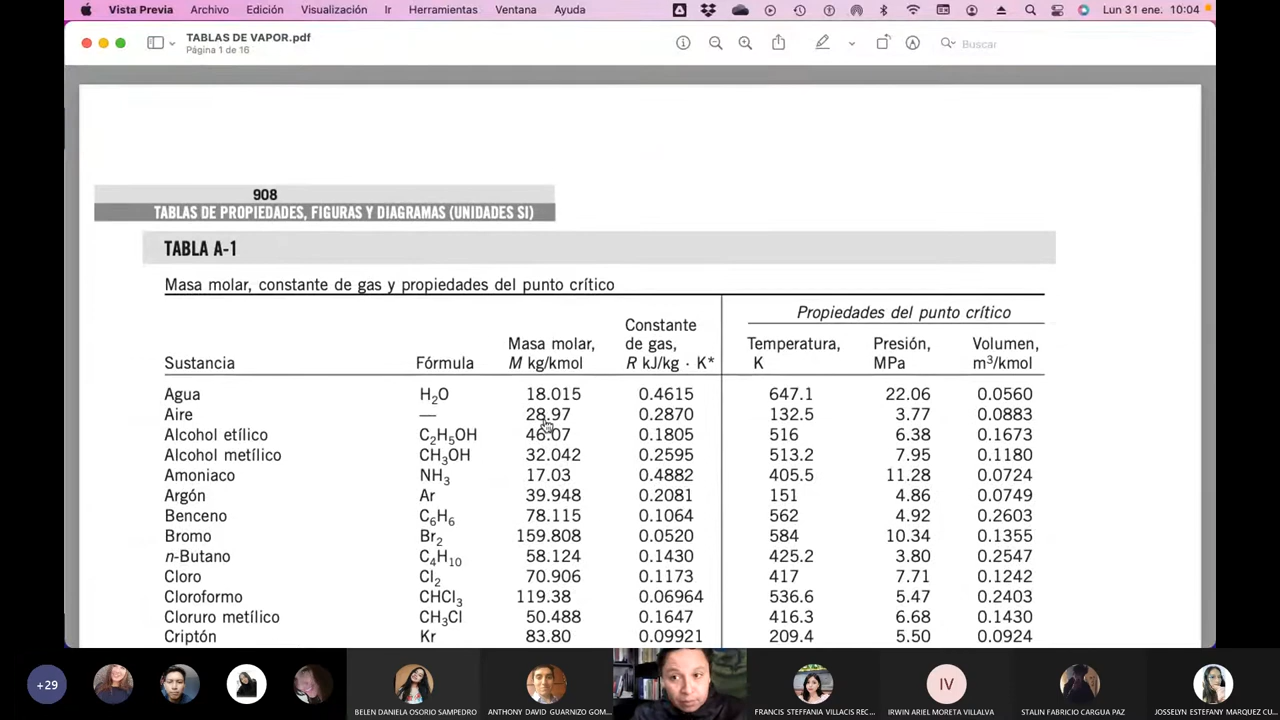 Vista Previa Archivo Edición Visualización Ir Herramientas Ventana Ayuda Lun 31 ene. 10:04
TABLAS DE VAPOR.pdf
Página 1 de 16
Buscar
908
TABLAS DE PROPIEDADES, FIGURAS Y DIAGRAMAS (UNIDADES SI)
TABLA A-1
Masa molar, constante de gas y propiedades del punto crítico
Propiedades del punto crítico
Constante
Masa molar, de gas, Temperatura, Presión, Volumen,
Sustancia Fórmula M kg/kmol R kJ/kg · K* K MPa m³/kmol
Agua H₂O 18.015 0.4615 647.1 22.06 0.0560
Aire — 28.97 0.2870 132.5 3.77 0.0883
Alcohol etílico C₂H₅OH 46.07 0.1805 516 6.38 0.1673
Alcohol metílico CH₃OH 32.042 0.2595 513.2 7.95 0.1180
Amoniaco NH₃ 17.03 0.4882 405.5 11.28 0.0724
Argón Ar 39.948 0.2081 151 4.86 0.0749
Benceno C₆H₆ 78.115 0.1064 562 4.92 0.2603
Bromo Br₂ 159.808 0.0520 584 10.34 0.1355
n-Butano C₄H₁₀ 58.124 0.1430 425.2 3.80 0.2547
Cloro Cl₂ 70.906 0.1173 417 7.71 0.1242
Cloroformo CHCl₃ 119.38 0.06964 536.6 5.47 0.2403
Cloruro metílico CH₃Cl 50.488 0.1647 416.3 6.68 0.1430
Criptón Kr 83.80 0.09921 209.4 5.50 0.0924
+29 IV
BELEN DANIELA OSORIO SAMPEDRO ANTHONY DAVID GUARNIZO GOM... FRANCIS STEFFANIA VILLACIS REC... IRWIN ARIEL MORETA VILLALVA STALIN FABRICIO CARGUA PAZ JOSSELYN ESTEFANY MARQUEZ CU...